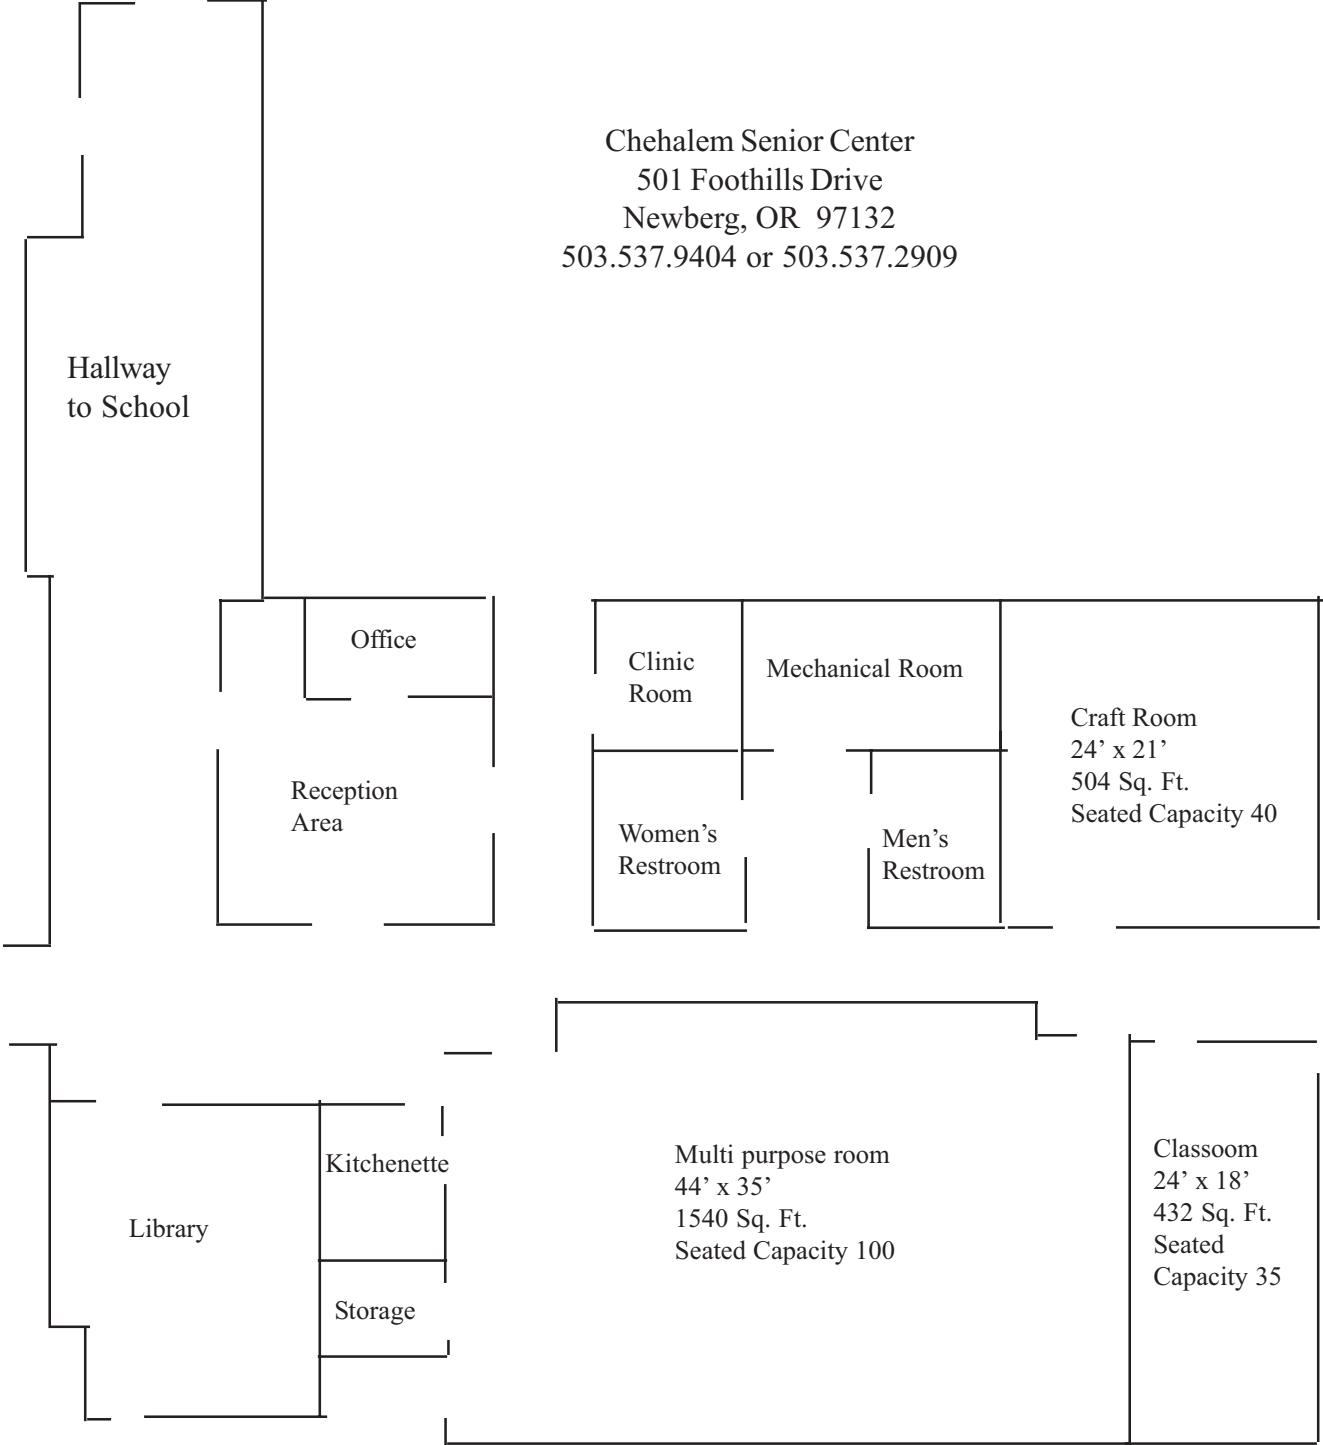 Chehalem Senior Center
501 Foothills Drive
Newberg, OR 97132
503.537.9404 or 503.537.2909
Hallway
to School
Office
Clinic
Room
Mechanical Room
Craft Room
24’ x 21’
504 Sq. Ft.
Seated Capacity 40
Reception
Area
Women’s
Restroom
Men’s
Restroom
Library
Kitchenette
Storage
Multi purpose room
44’ x 35’
1540 Sq. Ft.
Seated Capacity 100
Classoom
24’ x 18’
432 Sq. Ft.
Seated
Capacity 35